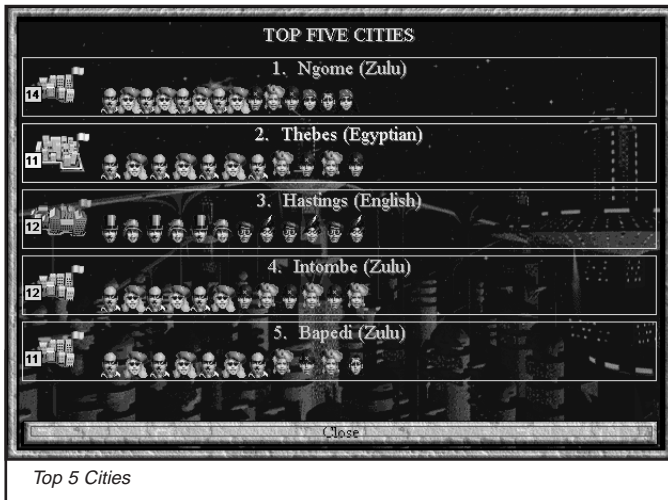 TOP FIVE CITIES
1. Ngome (Zulu)
14
2. Thebes (Egyptian)
11
3. Hastings (English)
12
4. Intombe (Zulu)
12
5. Bapedi (Zulu)
11
Close
Top 5 Cities